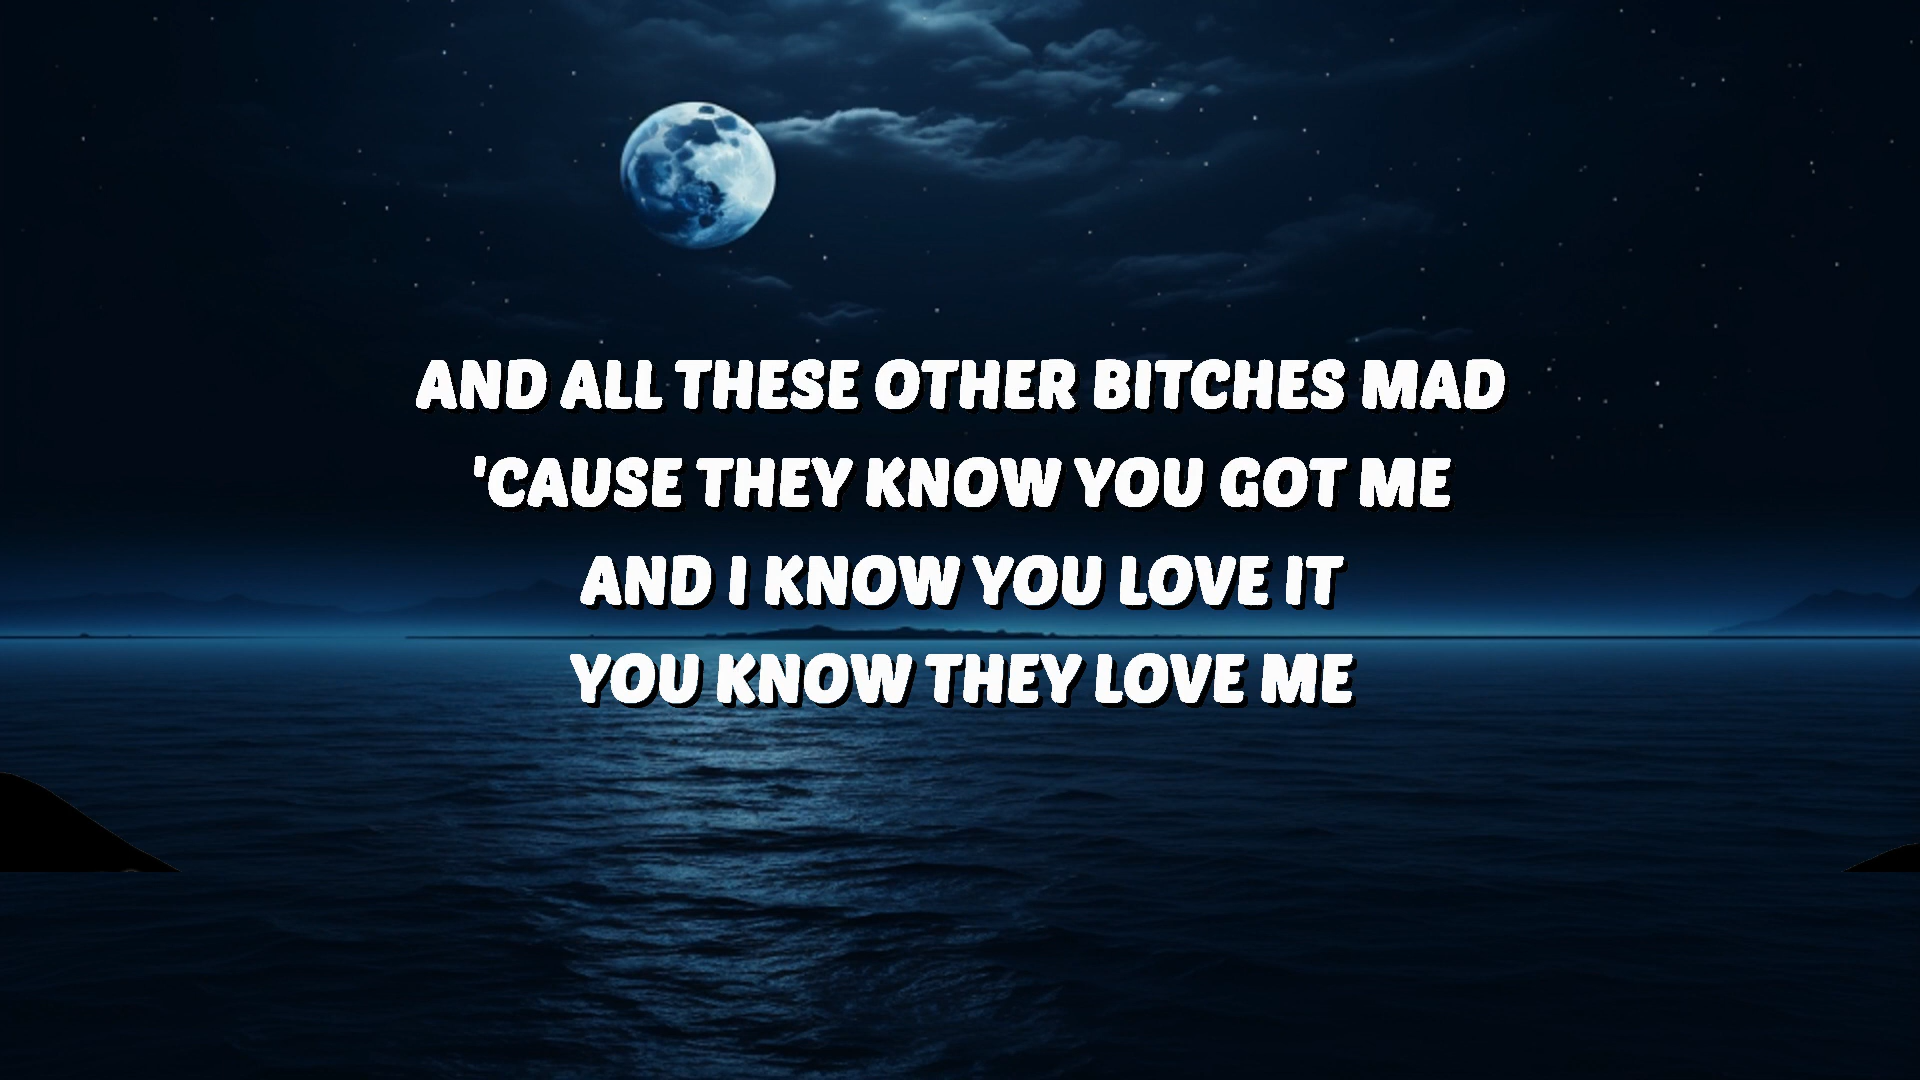 AND ALL THESE OTHER BITCHES MAD
'CAUSE THEY KNOW YOU GOT ME
AND I KNOW YOU LOVE IT
YOU KNOW THEY LOVE ME